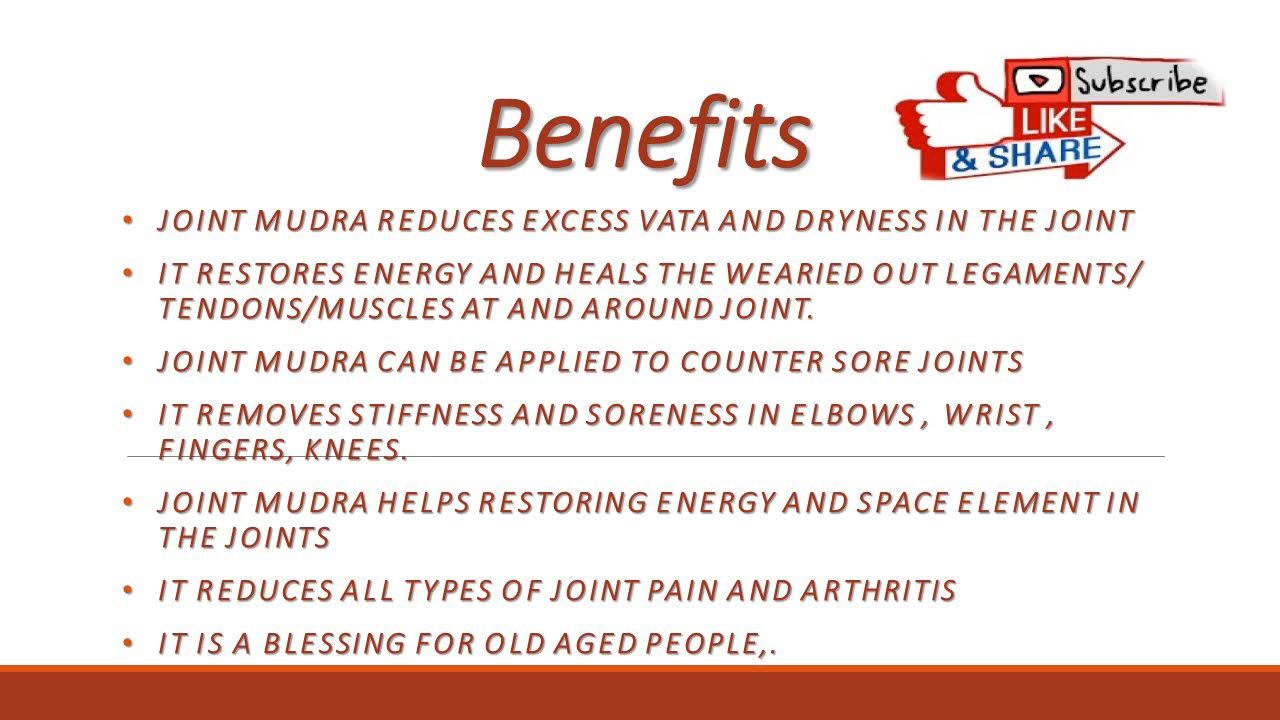 Benefits
Subscribe
LIKE
& SHARE
• JOINT MUDRA REDUCES EXCESS VATA AND DRYNESS IN THE JOINT
• IT RESTORES ENERGY AND HEALS THE WEARIED OUT LEGAMENTS/
TENDONS/MUSCLES AT AND AROUND JOINT.
• JOINT MUDRA CAN BE APPLIED TO COUNTER SORE JOINTS
• IT REMOVES STIFFNESS AND SORENESS IN ELBOWS , WRIST ,
FINGERS, KNEES.
• JOINT MUDRA HELPS RESTORING ENERGY AND SPACE ELEMENT IN
THE JOINTS
• IT REDUCES ALL TYPES OF JOINT PAIN AND ARTHRITIS
• IT IS A BLESSING FOR OLD AGED PEOPLE,.